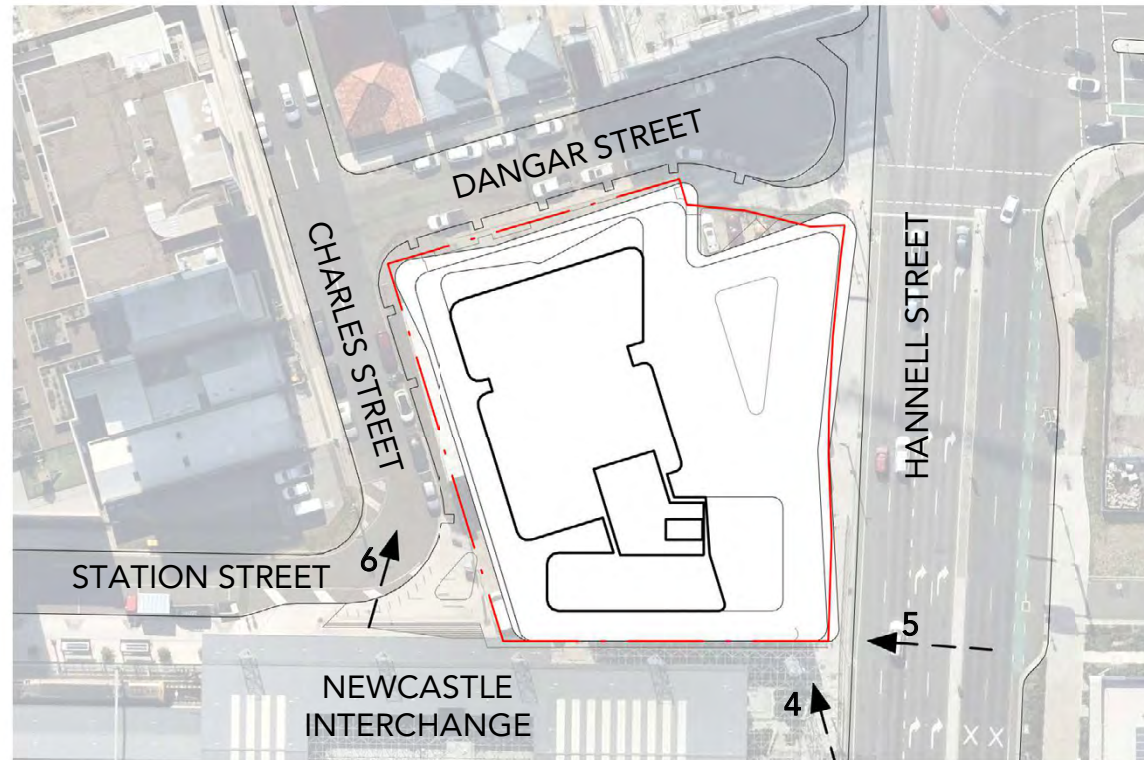 DANGAR STREET
CHARLES STREET
HANNELL STREET
6
STATION STREET
5
NEWCASTLE
INTERCHANGE
4
X X